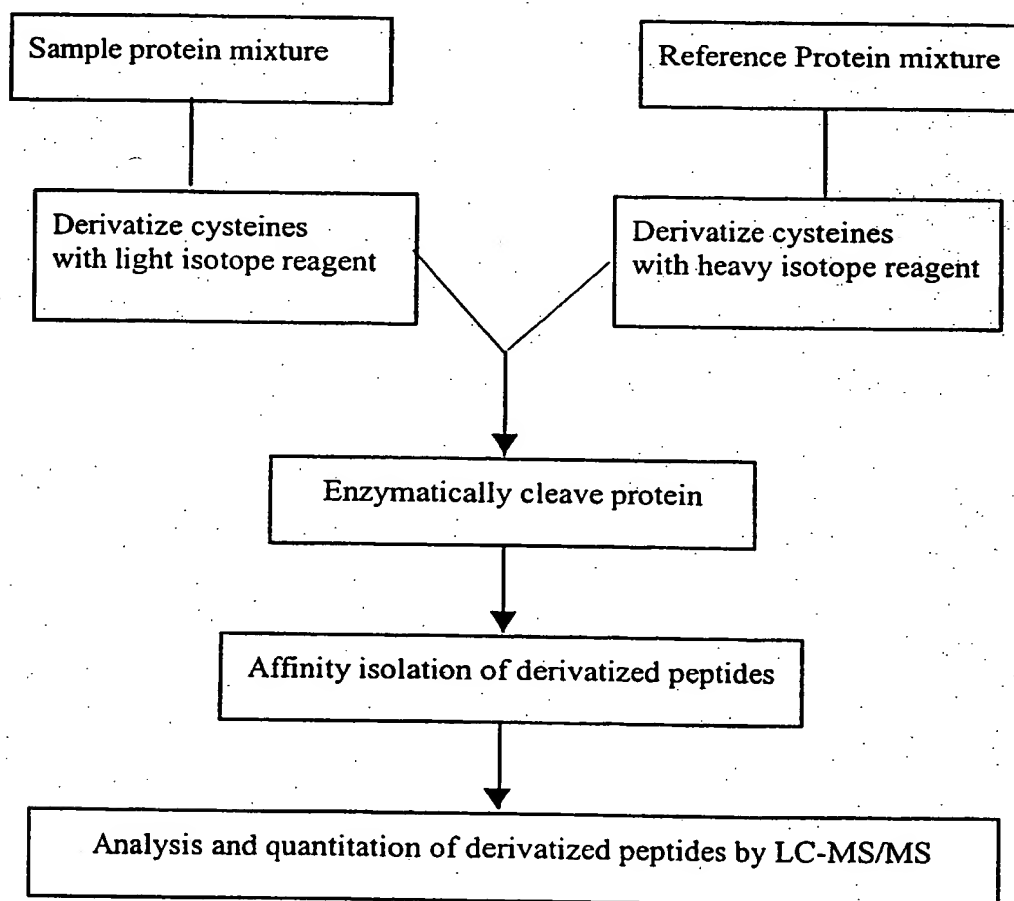 Sample protein mixture
Reference Protein mixture
Derivatize cysteines
with light isotope reagent
Derivatize cysteines
with heavy isotope reagent
Enzymatically cleave protein
Affinity isolation of derivatized peptides
Analysis and quantitation of derivatized peptides by LC-MS/MS